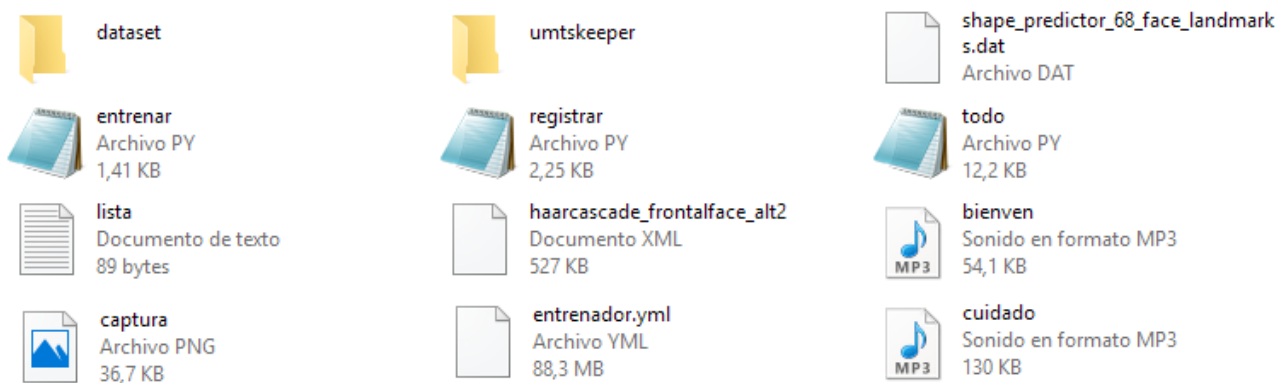 dataset
umtskeeper
shape_predictor_68_face_landmark
s.dat
Archivo DAT
entrenar
Archivo PY
1,41 KB
registrar
Archivo PY
2,25 KB
todo
Archivo PY
12,2 KB
lista
Documento de texto
89 bytes
haarcascade_frontalface_alt2
Documento XML
527 KB
MP3
bienven
Sonido en formato MP3
54,1 KB
captura
Archivo PNG
36,7 KB
entrenador.yml
Archivo YML
88,3 MB
MP3
cuidado
Sonido en formato MP3
130 KB